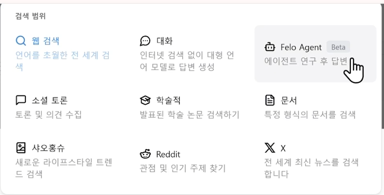 검색 범위
웹 검색
언어를 초월한 전 세계 검
색
대화
인터넷 검색 없이 대형 언
어 모델로 답변 생성
Felo Agent Beta
에이전트 연구 후 답변
소셜 토론
토론 및 의견 수집
학술적
발표된 학술 논문 검색하기
문서
특정 형식의 문서를 검색
샤오홍슈
새로운 라이프스타일 트렌
드 검색
Reddit
관점 및 인기 주제 찾기
X
전 세계 최신 뉴스를 검색
합니다